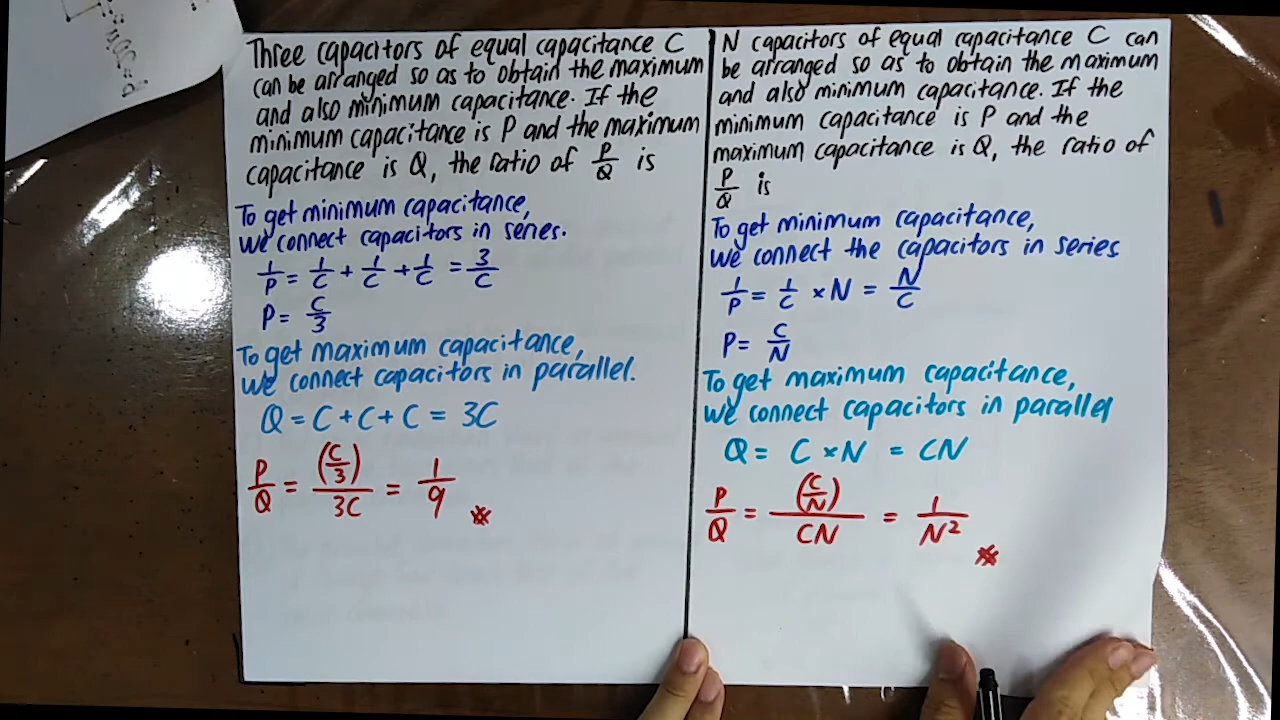 Three capacitors of equal capacitance C
can be arranged so as to obtain the maximum
and also minimum capacitance. If the
minimum capacitance is P and the maximum
capacitance is Q, the ratio of P/Q is
To get minimum capacitance,
we connect capacitors in series.
1/P = 1/C + 1/C + 1/C = 3/C
P = C/3
To get maximum capacitance,
we connect capacitors in parallel.
Q = C + C + C = 3C
P/Q = (C/3)/3C = 1/9
N capacitors of equal capacitance C can
be arranged so as to obtain the maximum
and also minimum capacitance. If the
minimum capacitance is P and the
maximum capacitance is Q, the ratio of
P/Q is
To get minimum capacitance,
we connect the capacitors in series
1/P = 1/C × N = N/C
P = C/N
To get maximum capacitance,
we connect capacitors in parallel
Q = C × N = CN
P/Q = (C/N)/CN = 1/N²